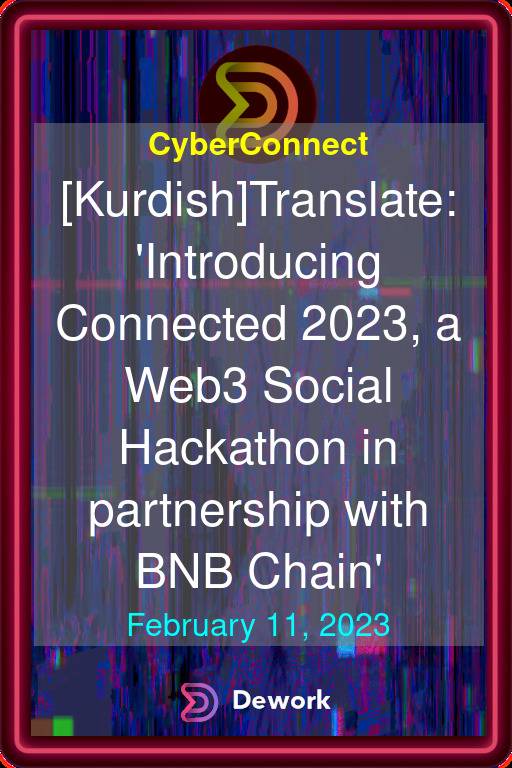 CyberConnect
[Kurdish]Translate:
'Introducing
Connected 2023, a
Web3 Social
Hackathon in
partnership with
BNB Chain'
February 11, 2023
Dework